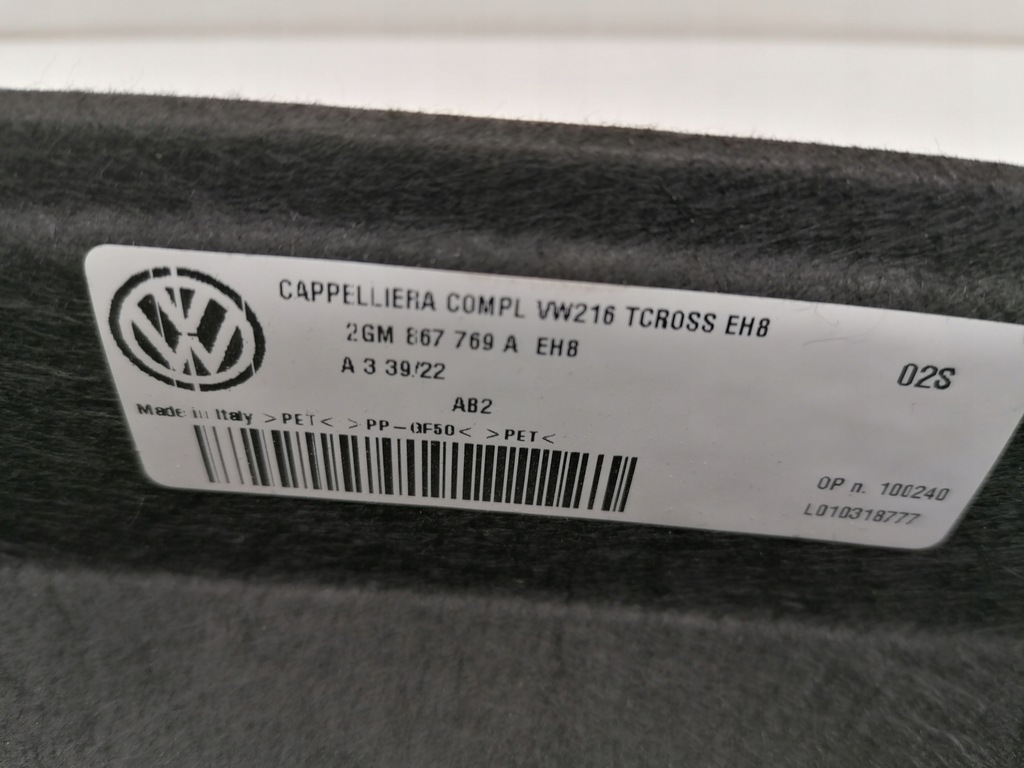 CAPPELLIERA COMPL VW216 TCROSS EH8
2GM 867 769 A EH8
A 3 39/22
02S
AB2
Made in Italy >PET< >PP-GF50< >PET<
OP n. 100240
L010318777